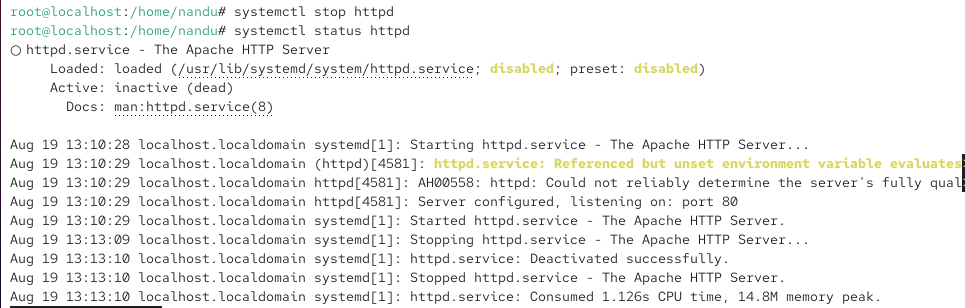 root@localhost:/home/nandu# systemctl stop httpd
root@localhost:/home/nandu# systemctl status httpd
○ httpd.service - The Apache HTTP Server
     Loaded: loaded (/usr/lib/systemd/system/httpd.service; disabled; preset: disabled)
     Active: inactive (dead)
       Docs: man:httpd.service(8)

Aug 19 13:10:28 localhost.localdomain systemd[1]: Starting httpd.service - The Apache HTTP Server...
Aug 19 13:10:29 localhost.localdomain (httpd)[4581]: httpd.service: Referenced but unset environment variable evaluates
Aug 19 13:10:29 localhost.localdomain httpd[4581]: AH00558: httpd: Could not reliably determine the server's fully qual
Aug 19 13:10:29 localhost.localdomain httpd[4581]: Server configured, listening on: port 80
Aug 19 13:10:29 localhost.localdomain systemd[1]: Started httpd.service - The Apache HTTP Server.
Aug 19 13:13:09 localhost.localdomain systemd[1]: Stopping httpd.service - The Apache HTTP Server...
Aug 19 13:13:10 localhost.localdomain systemd[1]: httpd.service: Deactivated successfully.
Aug 19 13:13:10 localhost.localdomain systemd[1]: Stopped httpd.service - The Apache HTTP Server.
Aug 19 13:13:10 localhost.localdomain systemd[1]: httpd.service: Consumed 1.126s CPU time, 14.8M memory peak.